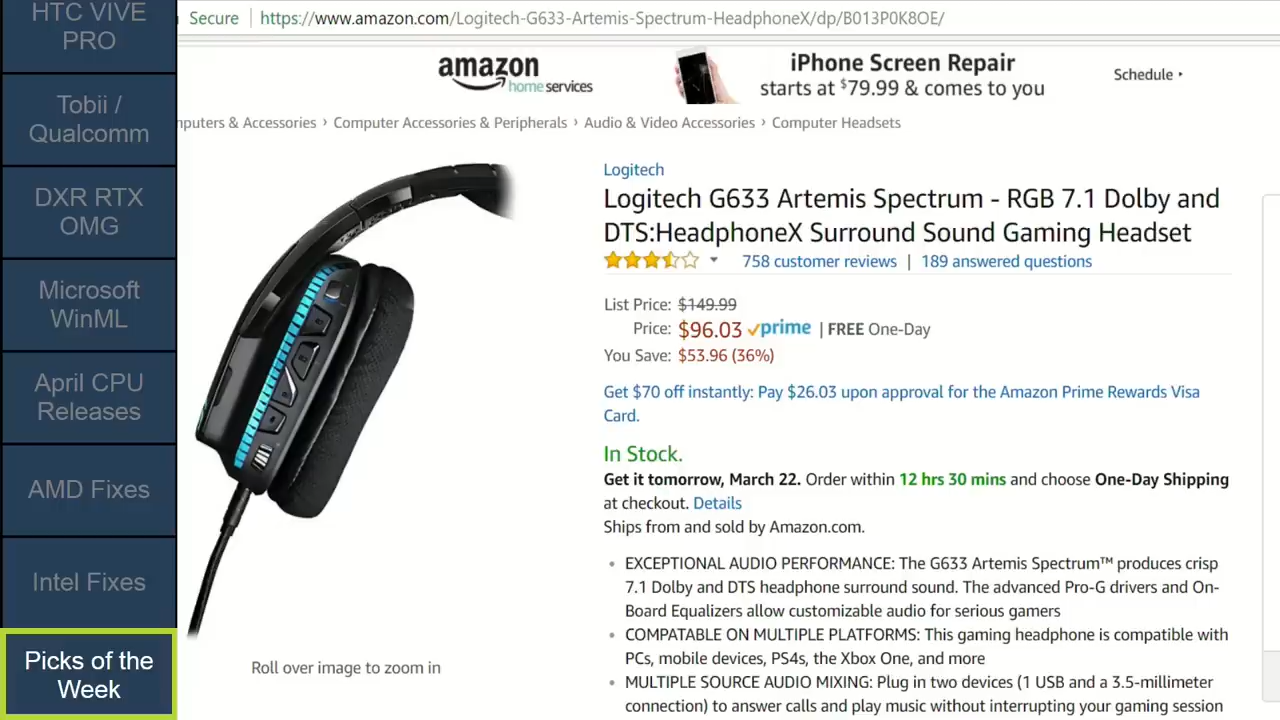 HTC VIVE
PRO
Tobii /
Qualcomm
DXR RTX
OMG
Microsoft
WinML
April CPU
Releases
AMD Fixes
Intel Fixes
Picks of the
Week
Secure
https://www.amazon.com/Logitech-G633-Artemis-Spectrum-HeadphoneX/dp/B013P0K8OE/
amazon
home services
iPhone Screen Repair
starts at $79.99 & comes to you
Schedule
nputers & Accessories › Computer Accessories & Peripherals › Audio & Video Accessories › Computer Headsets
Logitech
Logitech G633 Artemis Spectrum - RGB 7.1 Dolby and
DTS:HeadphoneX Surround Sound Gaming Headset
758 customer reviews | 189 answered questions
List Price: $149.99
Price: $96.03 prime | FREE One-Day
You Save: $53.96 (36%)
Get $70 off instantly: Pay $26.03 upon approval for the Amazon Prime Rewards Visa
Card.
In Stock.
Get it tomorrow, March 22. Order within 12 hrs 30 mins and choose One-Day Shipping
at checkout. Details
Ships from and sold by Amazon.com.
• EXCEPTIONAL AUDIO PERFORMANCE: The G633 Artemis Spectrum™ produces crisp
7.1 Dolby and DTS headphone surround sound. The advanced Pro-G drivers and On-
Board Equalizers allow customizable audio for serious gamers
• COMPATABLE ON MULTIPLE PLATFORMS: This gaming headphone is compatible with
PCs, mobile devices, PS4s, the Xbox One, and more
• MULTIPLE SOURCE AUDIO MIXING: Plug in two devices (1 USB and a 3.5-millimeter
connection) to answer calls and play music without interrupting your gaming session
Roll over image to zoom in